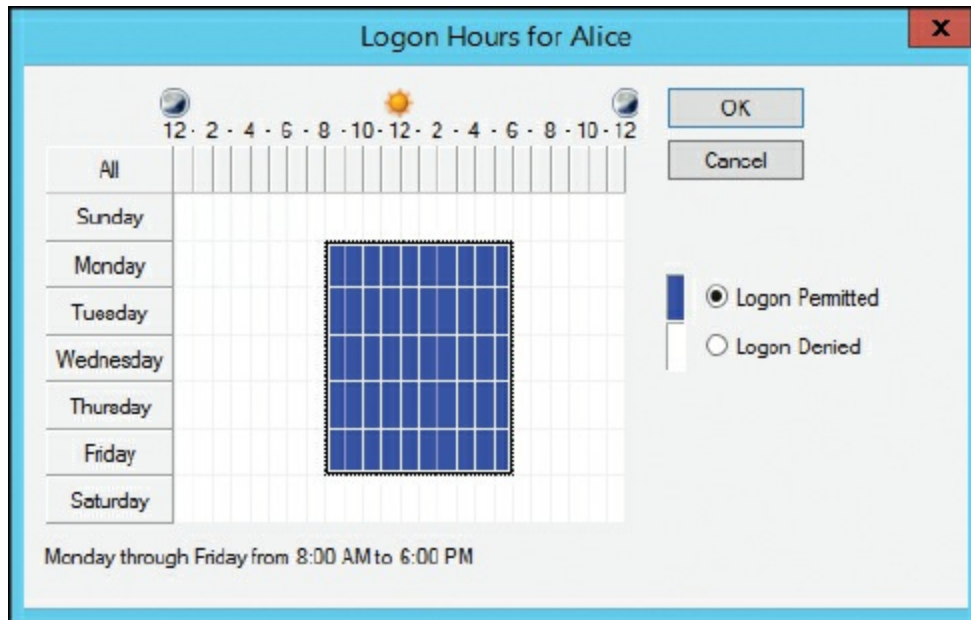 Logon Hours for Alice
X
12 · 2 · 4 · 6 · 8 · 10 · 12 · 2 · 4 · 6 · 8 · 10 · 12
OK
Cancel
All
Sunday
Monday
Tuesday
Wednesday
Thursday
Friday
Saturday
Logon Permitted
Logon Denied
Monday through Friday from 8:00 AM to 6:00 PM